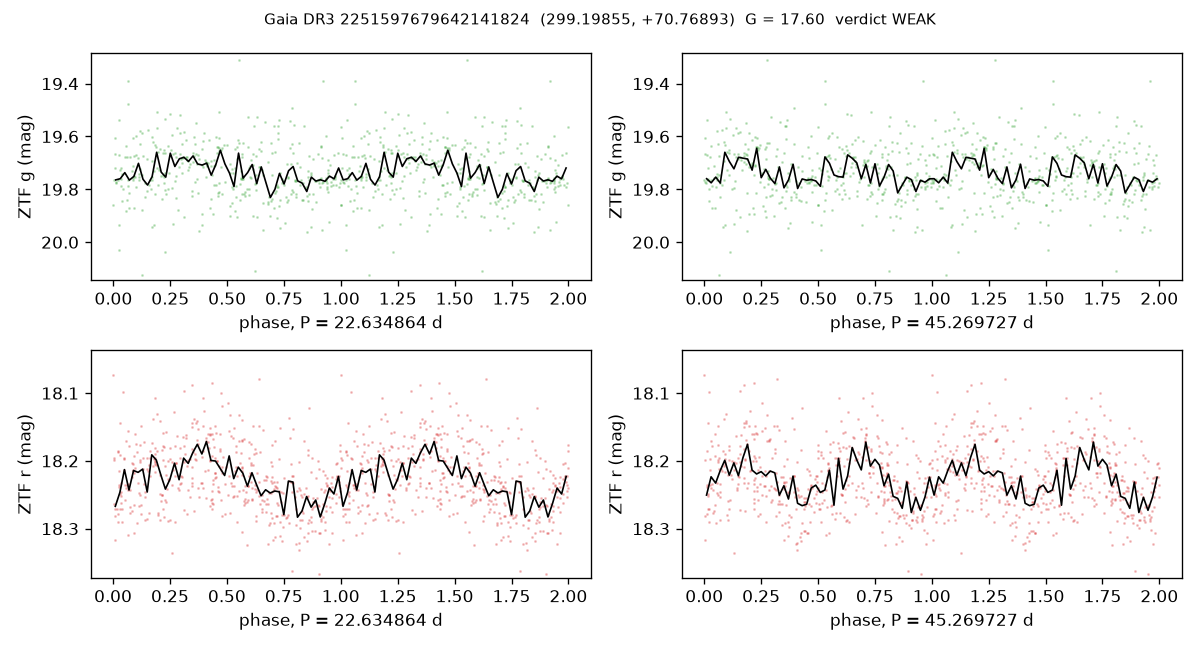 Gaia DR3 2251597679642141824 (299.19855, +70.76893) G = 17.60 verdict WEAK
ZTF g (mag)
19.4
19.6
19.8
20.0
0.00 0.25 0.50 0.75 1.00 1.25 1.50 1.75 2.00
phase, P = 22.634864 d
ZTF g (mag)
19.4
19.6
19.8
20.0
0.00 0.25 0.50 0.75 1.00 1.25 1.50 1.75 2.00
phase, P = 45.269727 d
ZTF r (mag)
18.1
18.2
18.3
0.00 0.25 0.50 0.75 1.00 1.25 1.50 1.75 2.00
phase, P = 22.634864 d
ZTF r (mag)
18.1
18.2
18.3
0.00 0.25 0.50 0.75 1.00 1.25 1.50 1.75 2.00
phase, P = 45.269727 d